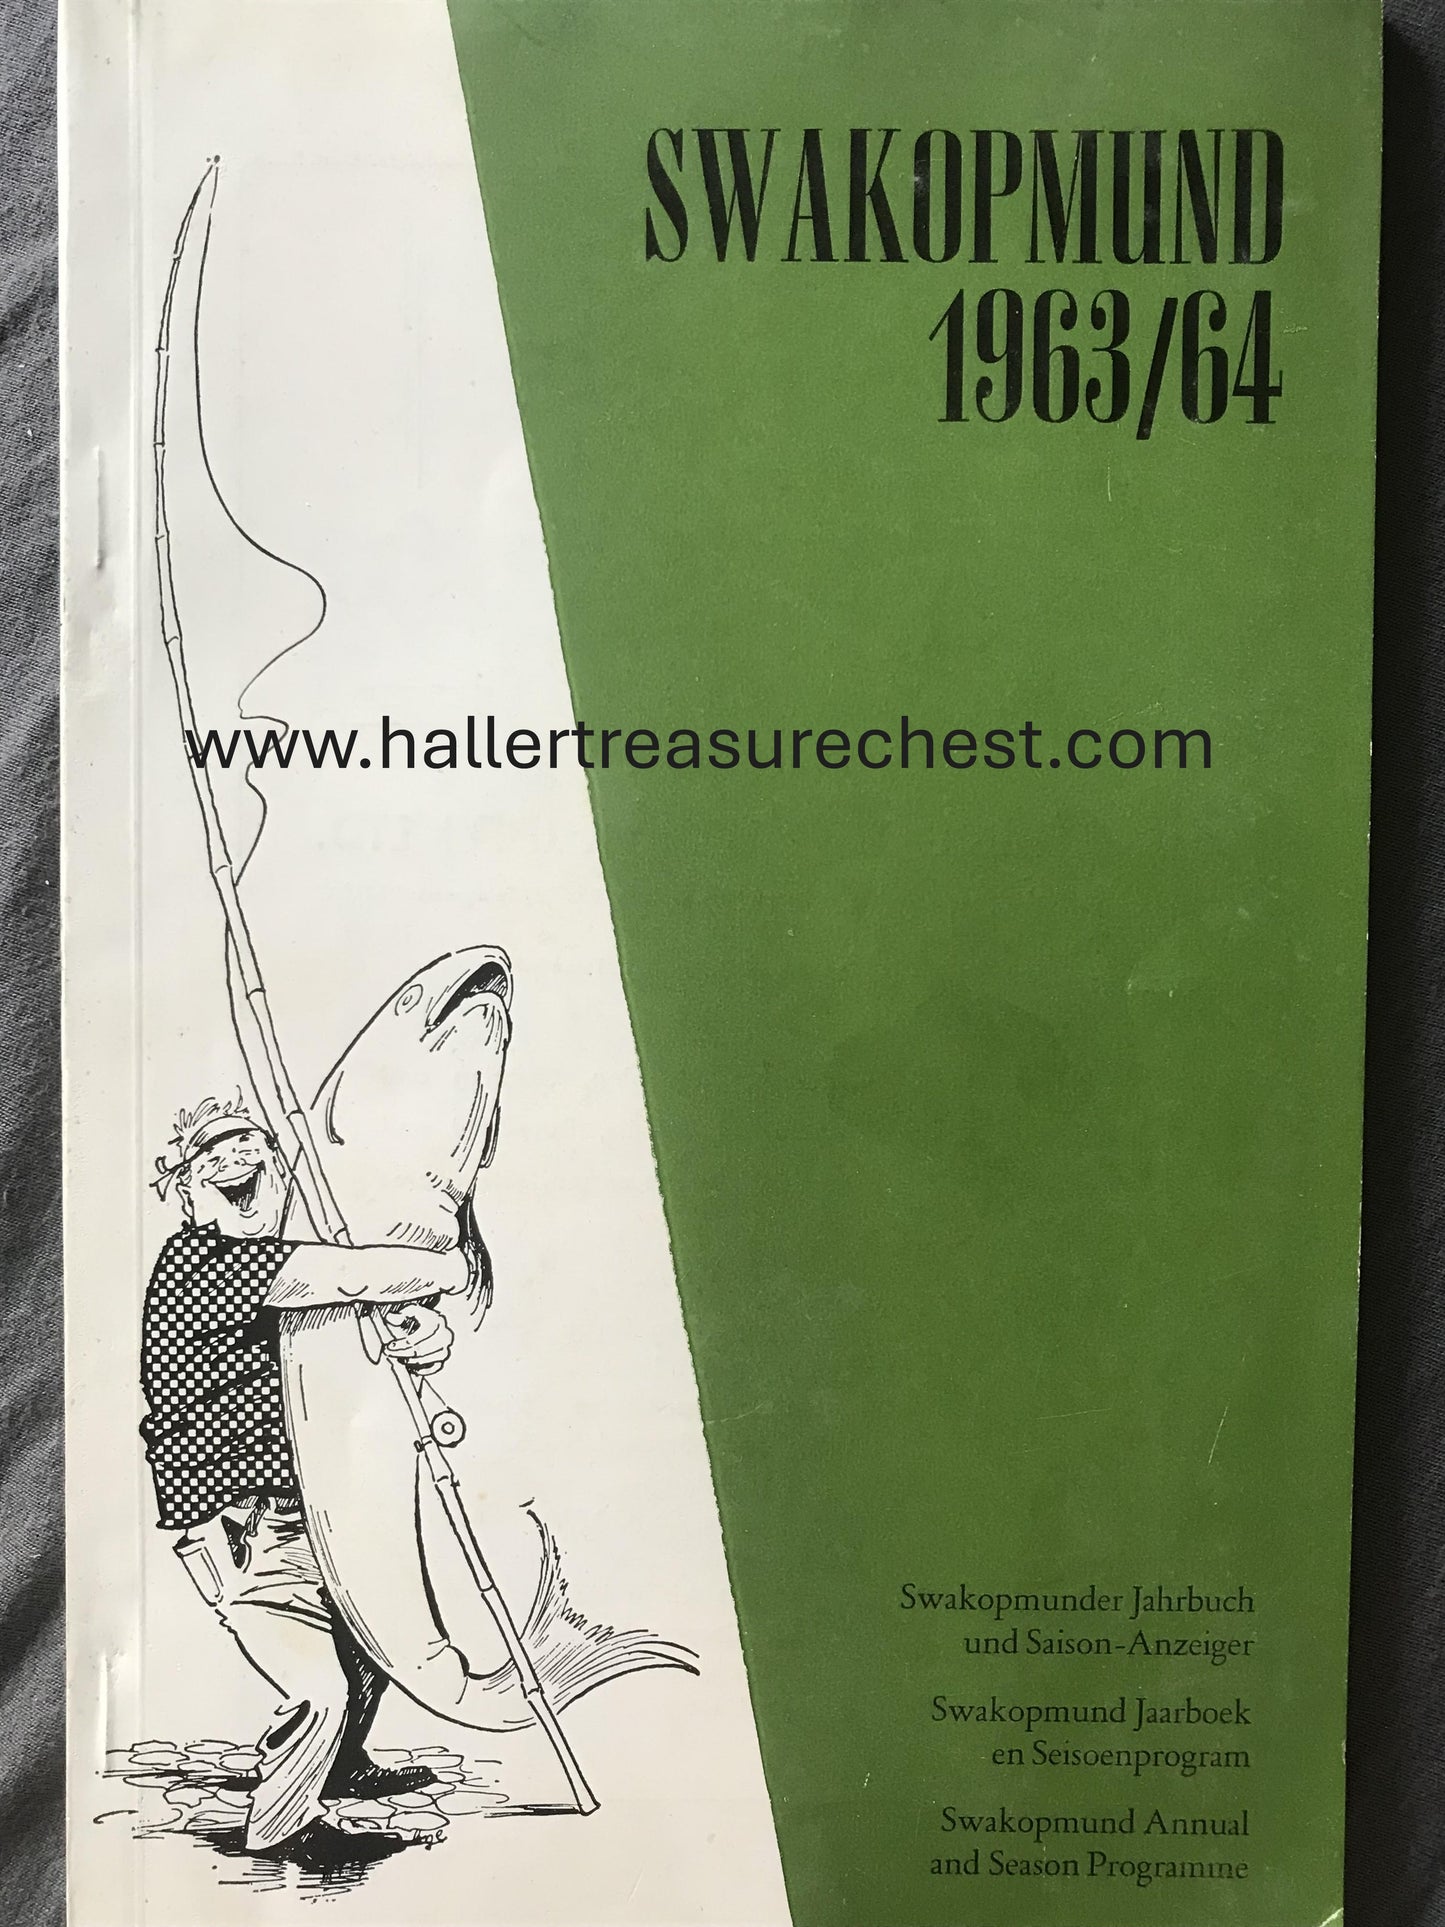 SWAKOPMUND
1963/64
www.hallertreasurechest.com
Swakopmunder Jahrbuch
und Saison-Anzeiger
Swakopmund Jaarboek
en Seisoenprogram
Swakopmund Annual
and Season Programme